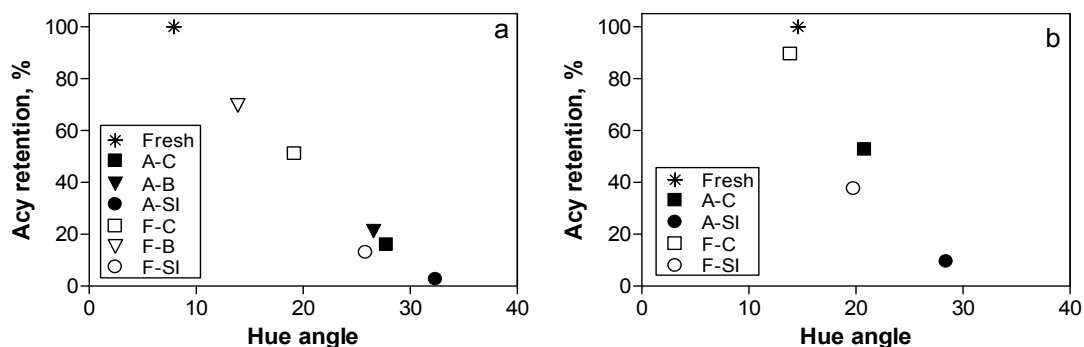 a
Acy retention, %
100
80
60
40
20
0
Fresh
A-C
A-B
A-SI
F-C
F-B
F-SI
0 10 20 30 40
Hue angle
b
Acy retention, %
100
80
60
40
20
0
Fresh
A-C
A-SI
F-C
F-SI
0 10 20 30 40
Hue angle